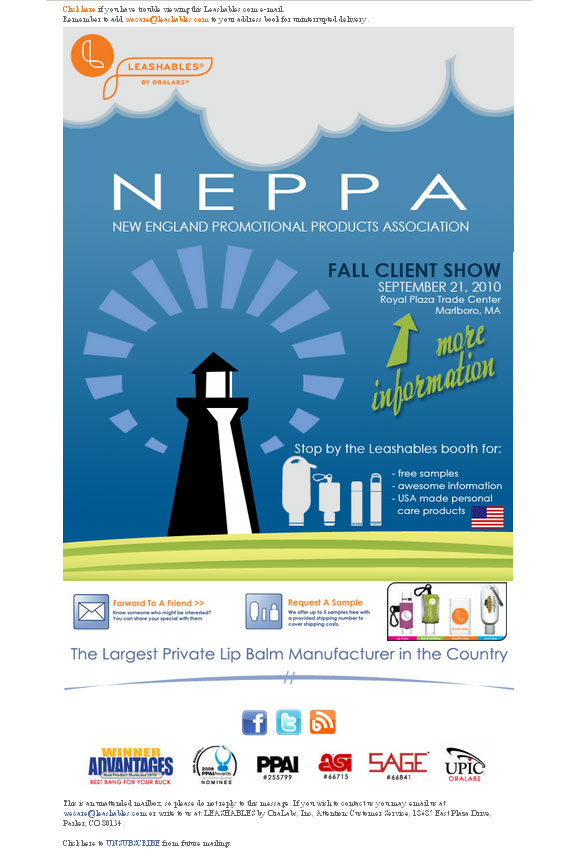 Click here if you have trouble viewing this Leashables.com e-mail.
Remember to add wecare@leashables.com to your address book for uninterrupted delivery.
LEASHABLES®
BY ORALABS®
NEPPA
NEW ENGLAND PROMOTIONAL PRODUCTS ASSOCIATION
FALL CLIENT SHOW
SEPTEMBER 21, 2010
Royal Plaza Trade Center
Marlboro, MA
more
information
Stop by the Leashables booth for:
- free samples
- awesome information
- USA made personal
care products
Forward To A Friend >>
Know someone who might be interested?
You can share your special with them
Request A Sample
We offer up to 5 samples free with
a provided shipping number to
cover shipping costs.
The Largest Private Lip Balm Manufacturer in the Country
WINNER
ADVANTAGES
BEST BANG FOR YOUR BUCK
2009
PPAI Awards
NOMINEE
PPAI
#255799
asi
#66715
SAGE
#66841
UPIC
ORALABS
This is an unattended mailbox, so please do not reply to this message. If you wish to contact us you may email us at
wecare@leashables.com or write to us at: LEASHABLES by OraLabs, Inc, Attention: Customer Service, 18685 East Plaza Drive,
Parker, CO 80134.
Click here to UNSUBSCRIBE from future mailings